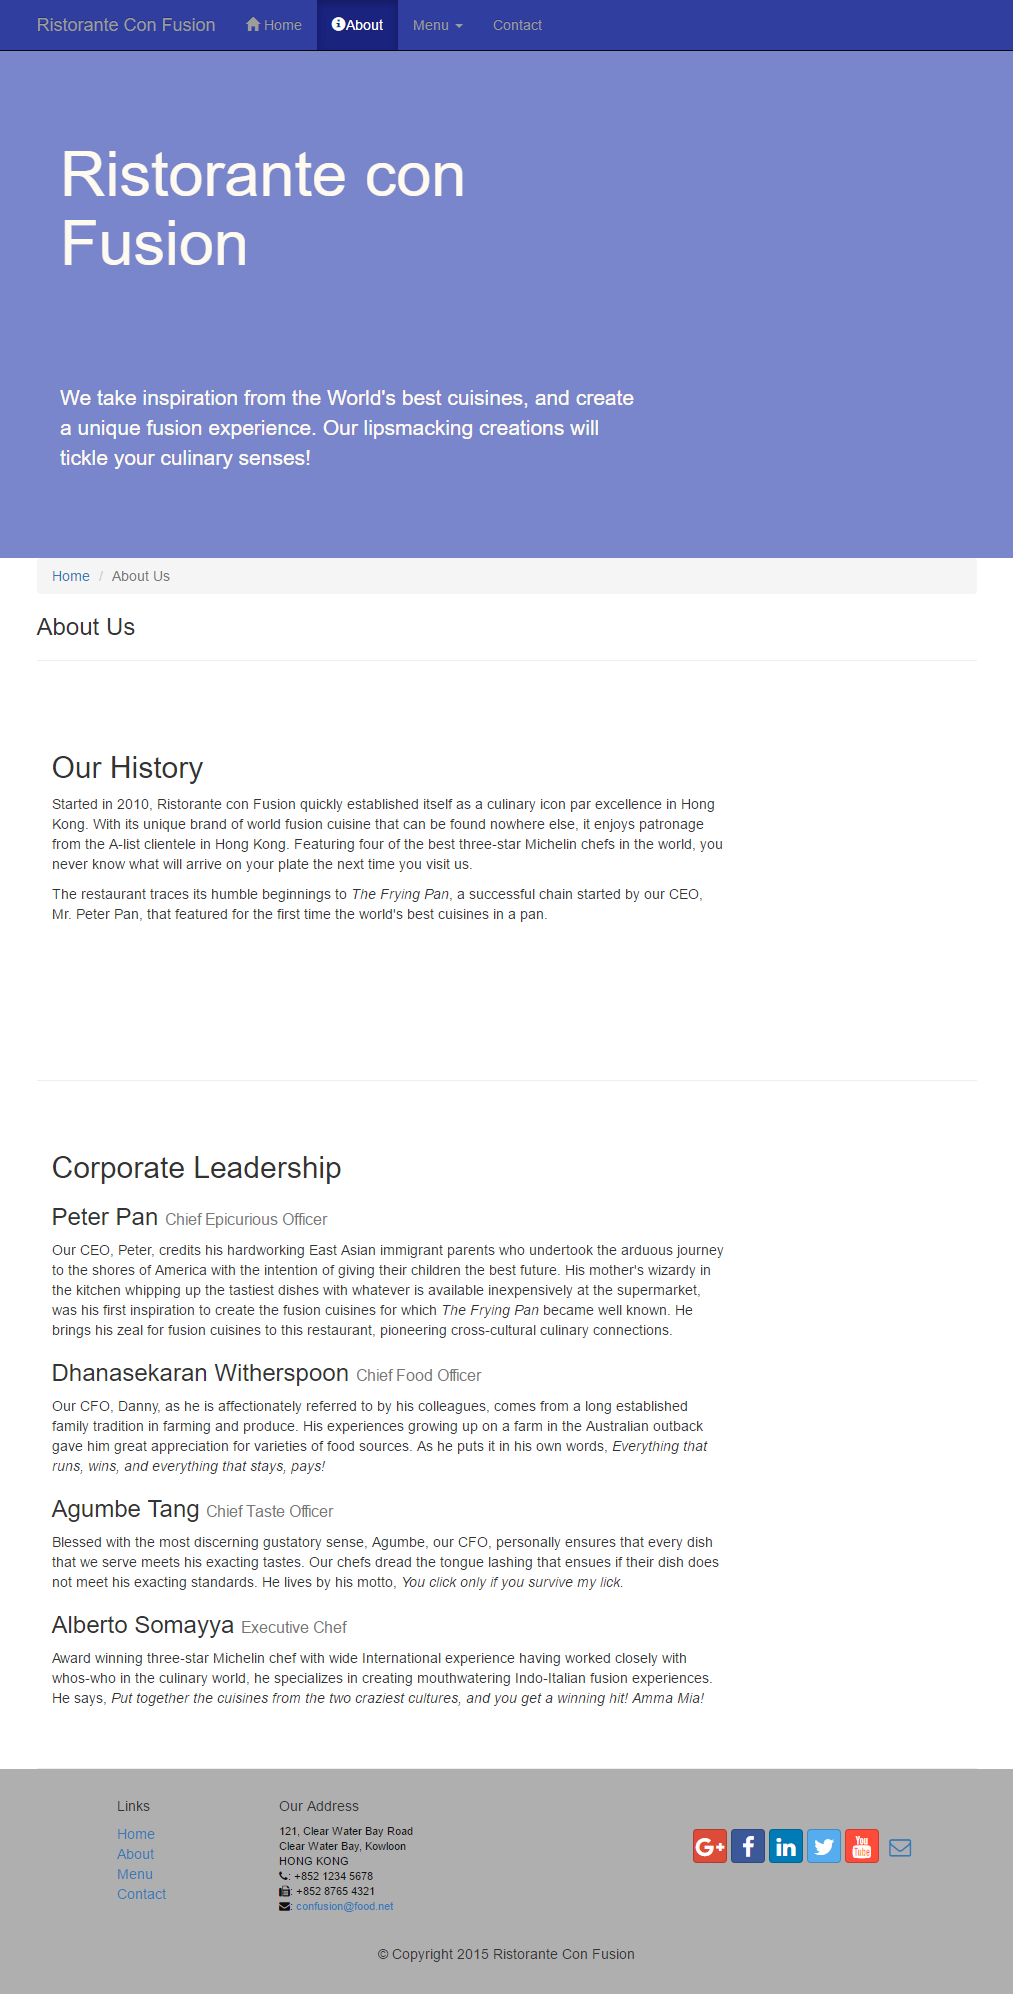 Ristorante Con Fusion Home About Menu Contact
Ristorante con
Fusion
We take inspiration from the World's best cuisines, and create
a unique fusion experience. Our lipsmacking creations will
tickle your culinary senses!
Home / About Us
About Us
Our History
Started in 2010, Ristorante con Fusion quickly established itself as a culinary icon par excellence in Hong
Kong. With its unique brand of world fusion cuisine that can be found nowhere else, it enjoys patronage
from the A-list clientele in Hong Kong. Featuring four of the best three-star Michelin chefs in the world, you
never know what will arrive on your plate the next time you visit us.
The restaurant traces its humble beginnings to The Frying Pan, a successful chain started by our CEO,
Mr. Peter Pan, that featured for the first time the world's best cuisines in a pan.
Corporate Leadership
Peter Pan Chief Epicurious Officer
Our CEO, Peter, credits his hardworking East Asian immigrant parents who undertook the arduous journey
to the shores of America with the intention of giving their children the best future. His mother's wizardy in
the kitchen whipping up the tastiest dishes with whatever is available inexpensively at the supermarket,
was his first inspiration to create the fusion cuisines for which The Frying Pan became well known. He
brings his zeal for fusion cuisines to this restaurant, pioneering cross-cultural culinary connections.
Dhanasekaran Witherspoon Chief Food Officer
Our CFO, Danny, as he is affectionately referred to by his colleagues, comes from a long established
family tradition in farming and produce. His experiences growing up on a farm in the Australian outback
gave him great appreciation for varieties of food sources. As he puts it in his own words, Everything that
runs, wins, and everything that stays, pays!
Agumbe Tang Chief Taste Officer
Blessed with the most discerning gustatory sense, Agumbe, our CFO, personally ensures that every dish
that we serve meets his exacting tastes. Our chefs dread the tongue lashing that ensues if their dish does
not meet his exacting standards. He lives by his motto, You click only if you survive my lick.
Alberto Somayya Executive Chef
Award winning three-star Michelin chef with wide International experience having worked closely with
whos-who in the culinary world, he specializes in creating mouthwatering Indo-Italian fusion experiences.
He says, Put together the cuisines from the two craziest cultures, and you get a winning hit! Amma Mia!
Links
Home
About
Menu
Contact
Our Address
121, Clear Water Bay Road
Clear Water Bay, Kowloon
HONG KONG
: +852 1234 5678
: +852 8765 4321
: confusion@food.net
G+ f in You Tube
© Copyright 2015 Ristorante Con Fusion